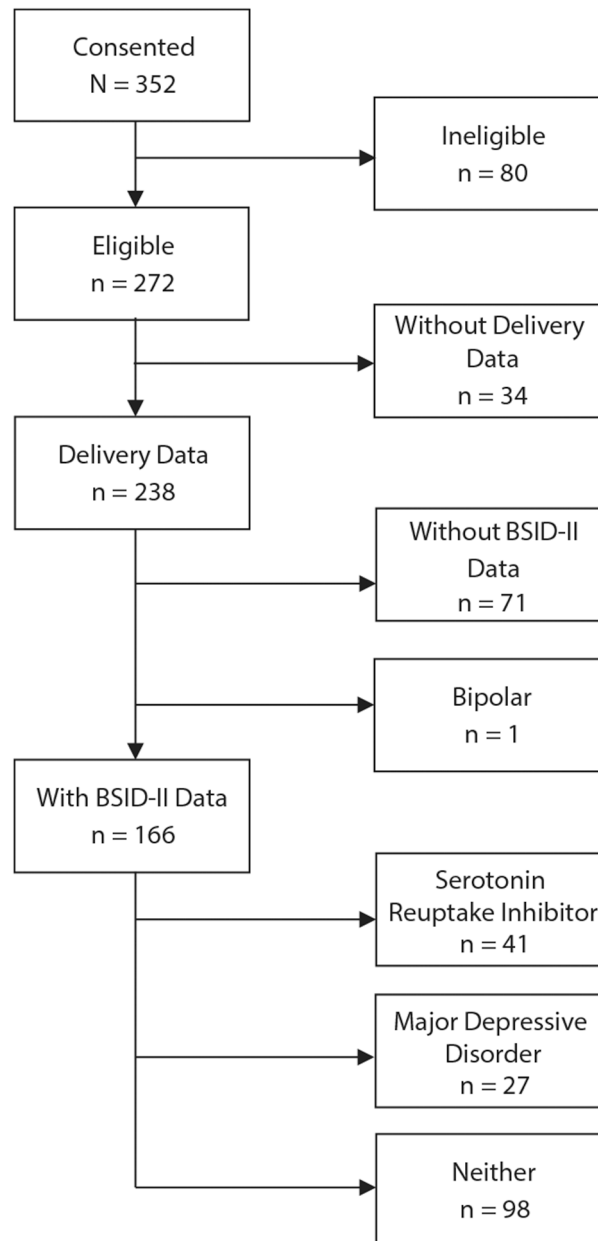 Consented
N = 352
Ineligible
n = 80
Eligible
n = 272
Without Delivery
Data
n = 34
Delivery Data
n = 238
Without BSID-II
Data
n = 71
Bipolar
n = 1
With BSID-II Data
n = 166
Serotonin
Reuptake Inhibitor
n = 41
Major Depressive
Disorder
n = 27
Neither
n = 98